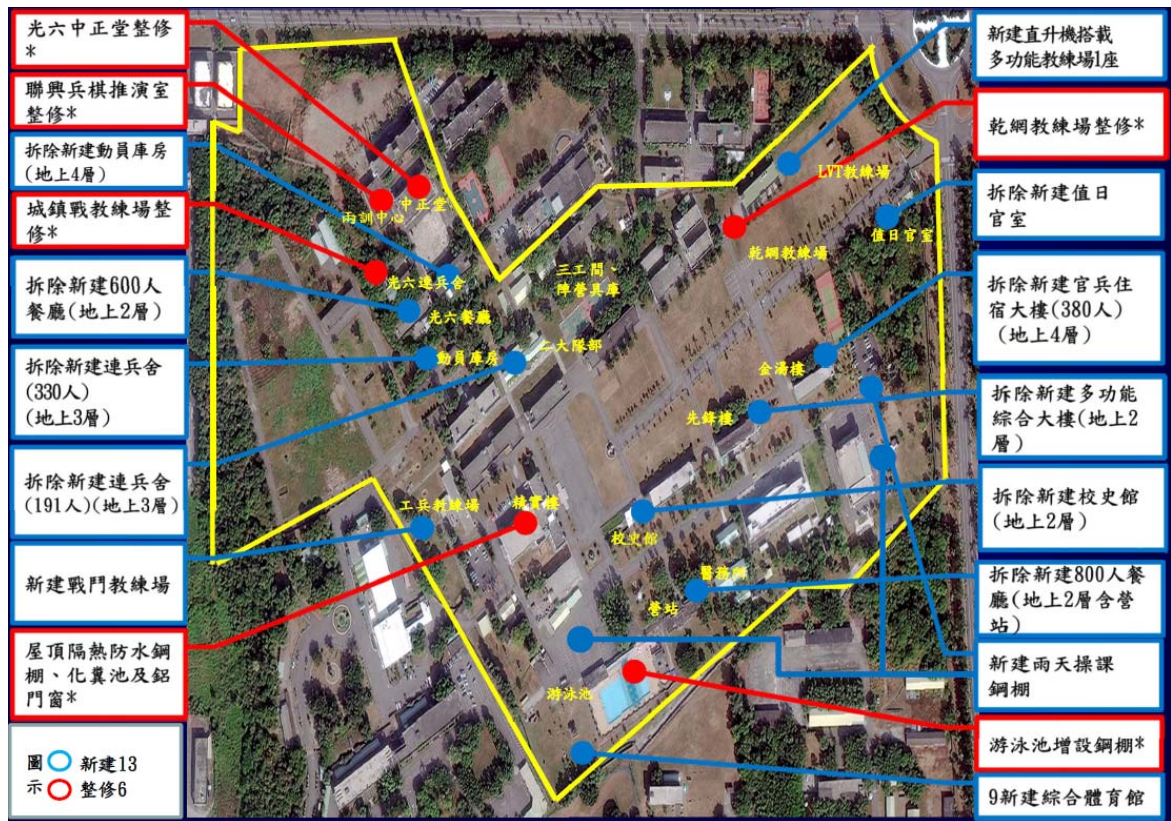 光六中正堂整修
*
聯興兵棋推演室
整修*
拆除新建動員庫房
(地上4層)
城鎮戰教練場整
修*
拆除新建600人
餐廳(地上2層)
拆除新建連兵舍
(330人)
(地上3層)
拆除新建連兵舍
(191人)(地上3層)
新建戰鬥教練場
屋頂隔熱防水鋼
棚、化糞池及鋁
門窗*
圖 新建13
示 整修6
中正堂
兩訓中心
光六連兵舍
光六餐廳
動員庫房
三工間、
陣營具庫
二大隊部
LVT教練場
乾網教練場
值日官室
金湯樓
先鋒樓
工兵教練場
精實樓
校史館
醫務所
營站
游泳池
新建直升機搭載
多功能教練場1座
乾網教練場整修*
拆除新建值日
官室
拆除新建官兵住
宿大樓(380人)
(地上4層)
拆除新建多功能
綜合大樓(地上2
層)
拆除新建校史館
(地上2層)
拆除新建800人餐
廳(地上2層含營
站)
新建雨天操課
鋼棚
游泳池增設鋼棚*
9新建綜合體育館